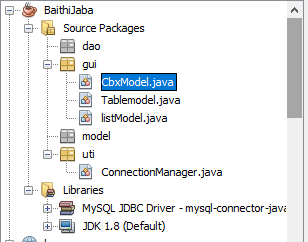 BaithiJaba
Source Packages
dao
gui
CbxModel.java
Tablemodel.java
listModel.java
model
uti
ConnectionManager.java
Libraries
MySQL JDBC Driver - mysql-connector-java
JDK 1.8 (Default)